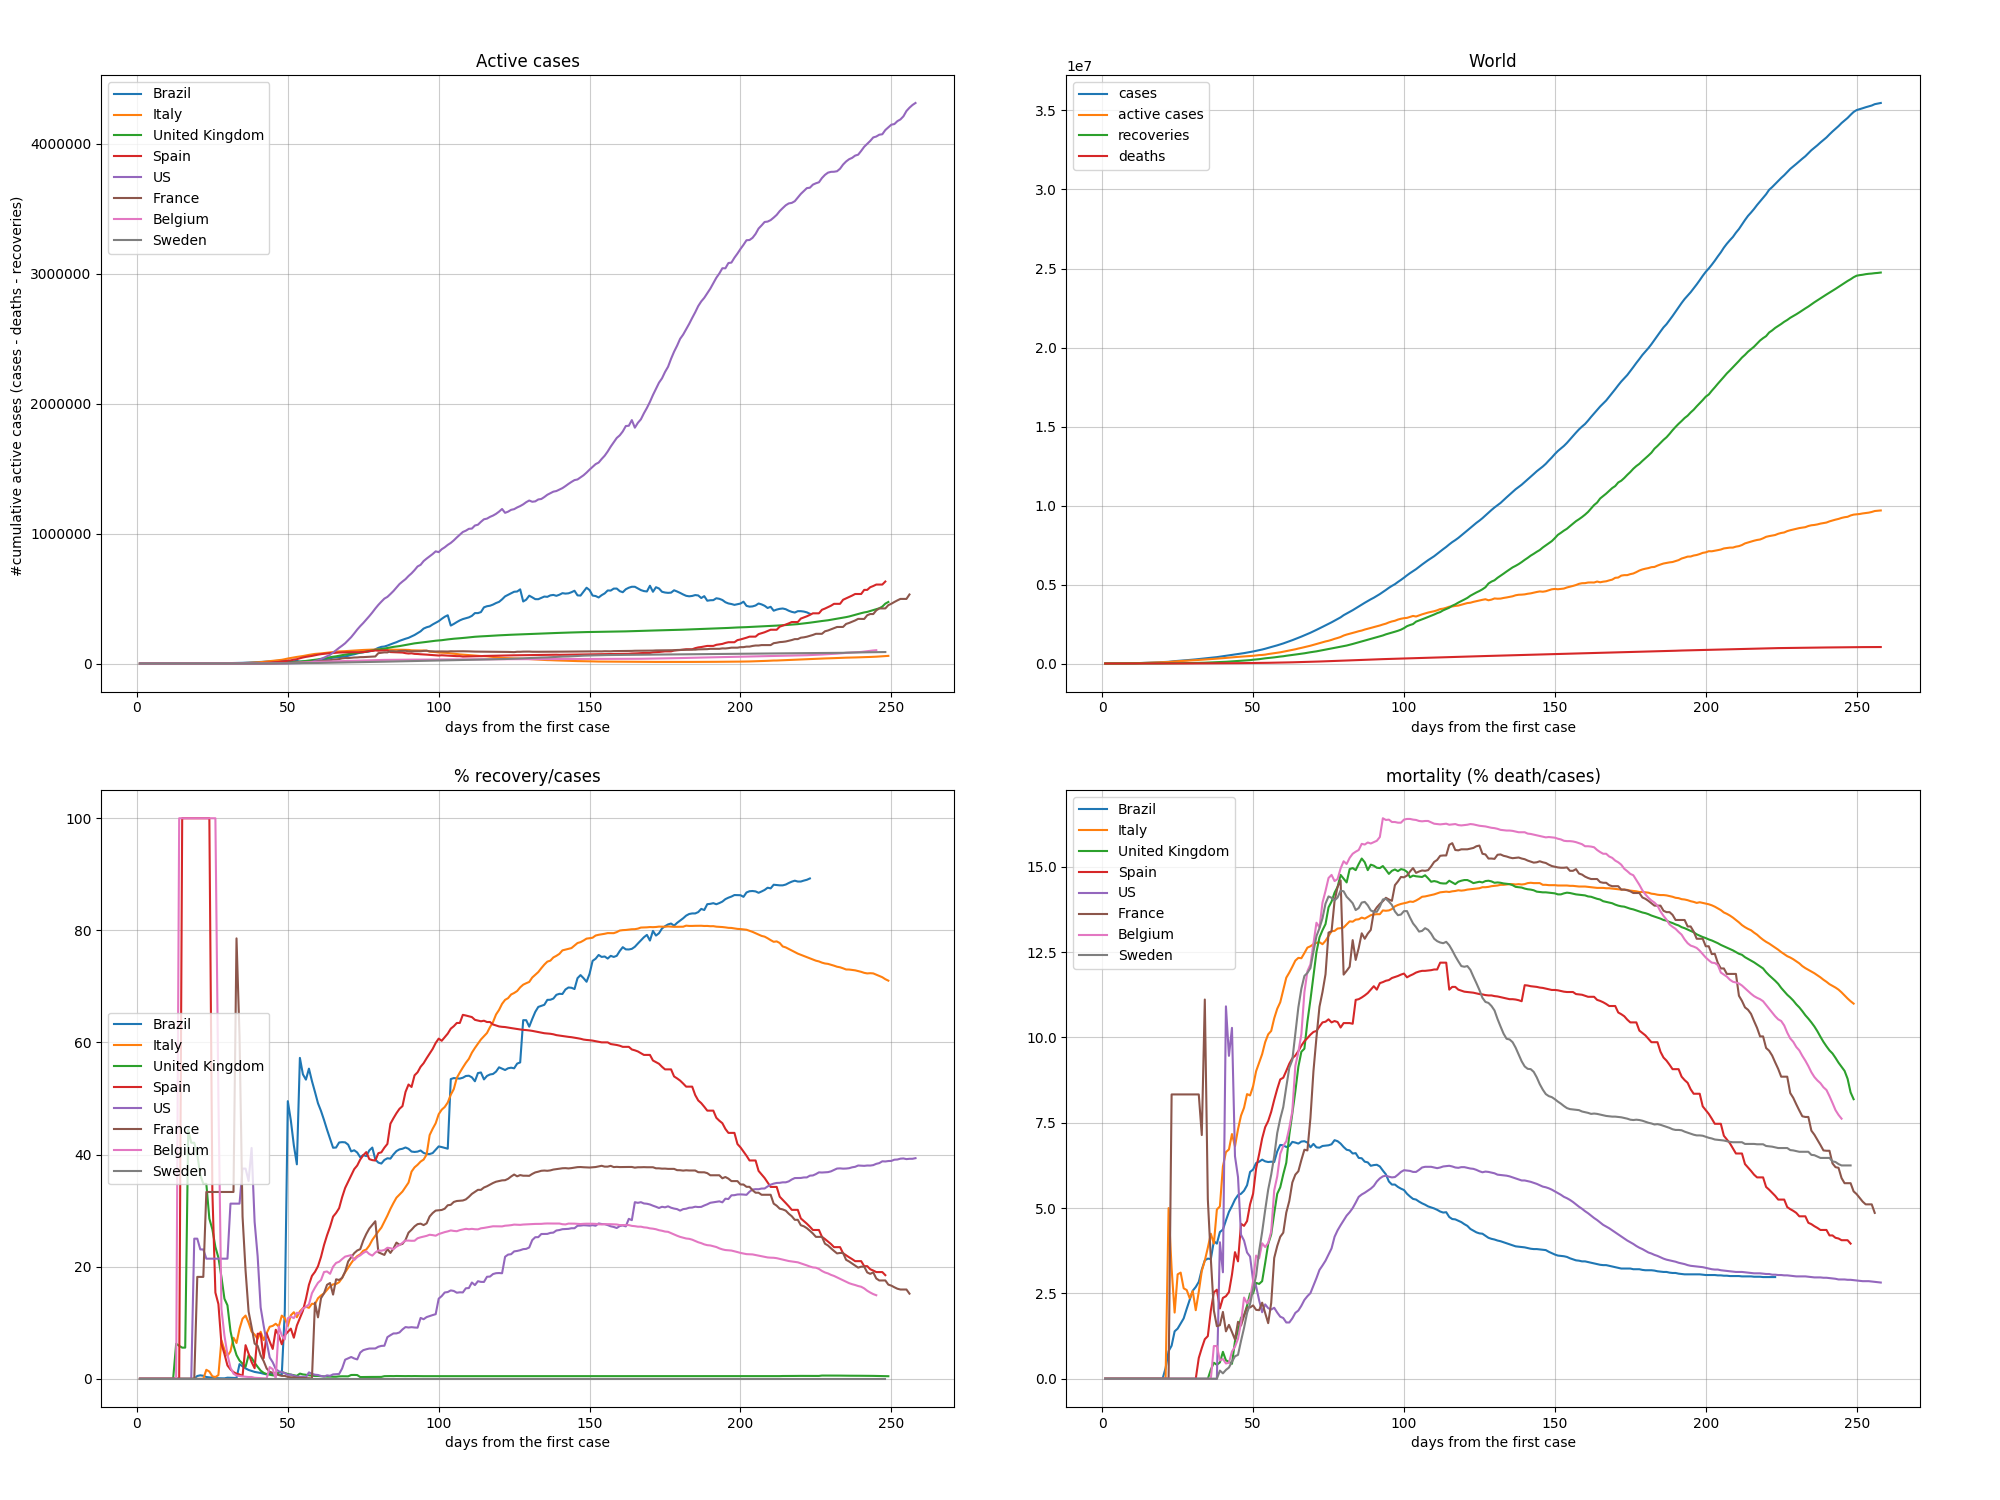 Active cases
Brazil
Italy
United Kingdom
Spain
US
France
Belgium
Sweden
4000000
3000000
2000000
1000000
0
#cumulative active cases (cases - deaths - recoveries)
0 50 100 150 200 250
days from the first case
World
1e7
cases
active cases
recoveries
deaths
3.5
3.0
2.5
2.0
1.5
1.0
0.5
0.0
0 50 100 150 200 250
days from the first case
% recovery/cases
100
80
60
40
20
0
Brazil
Italy
United Kingdom
Spain
US
France
Belgium
Sweden
0 50 100 150 200 250
days from the first case
mortality (% death/cases)
Brazil
Italy
United Kingdom
Spain
US
France
Belgium
Sweden
15.0
12.5
10.0
7.5
5.0
2.5
0.0
0 50 100 150 200 250
days from the first case